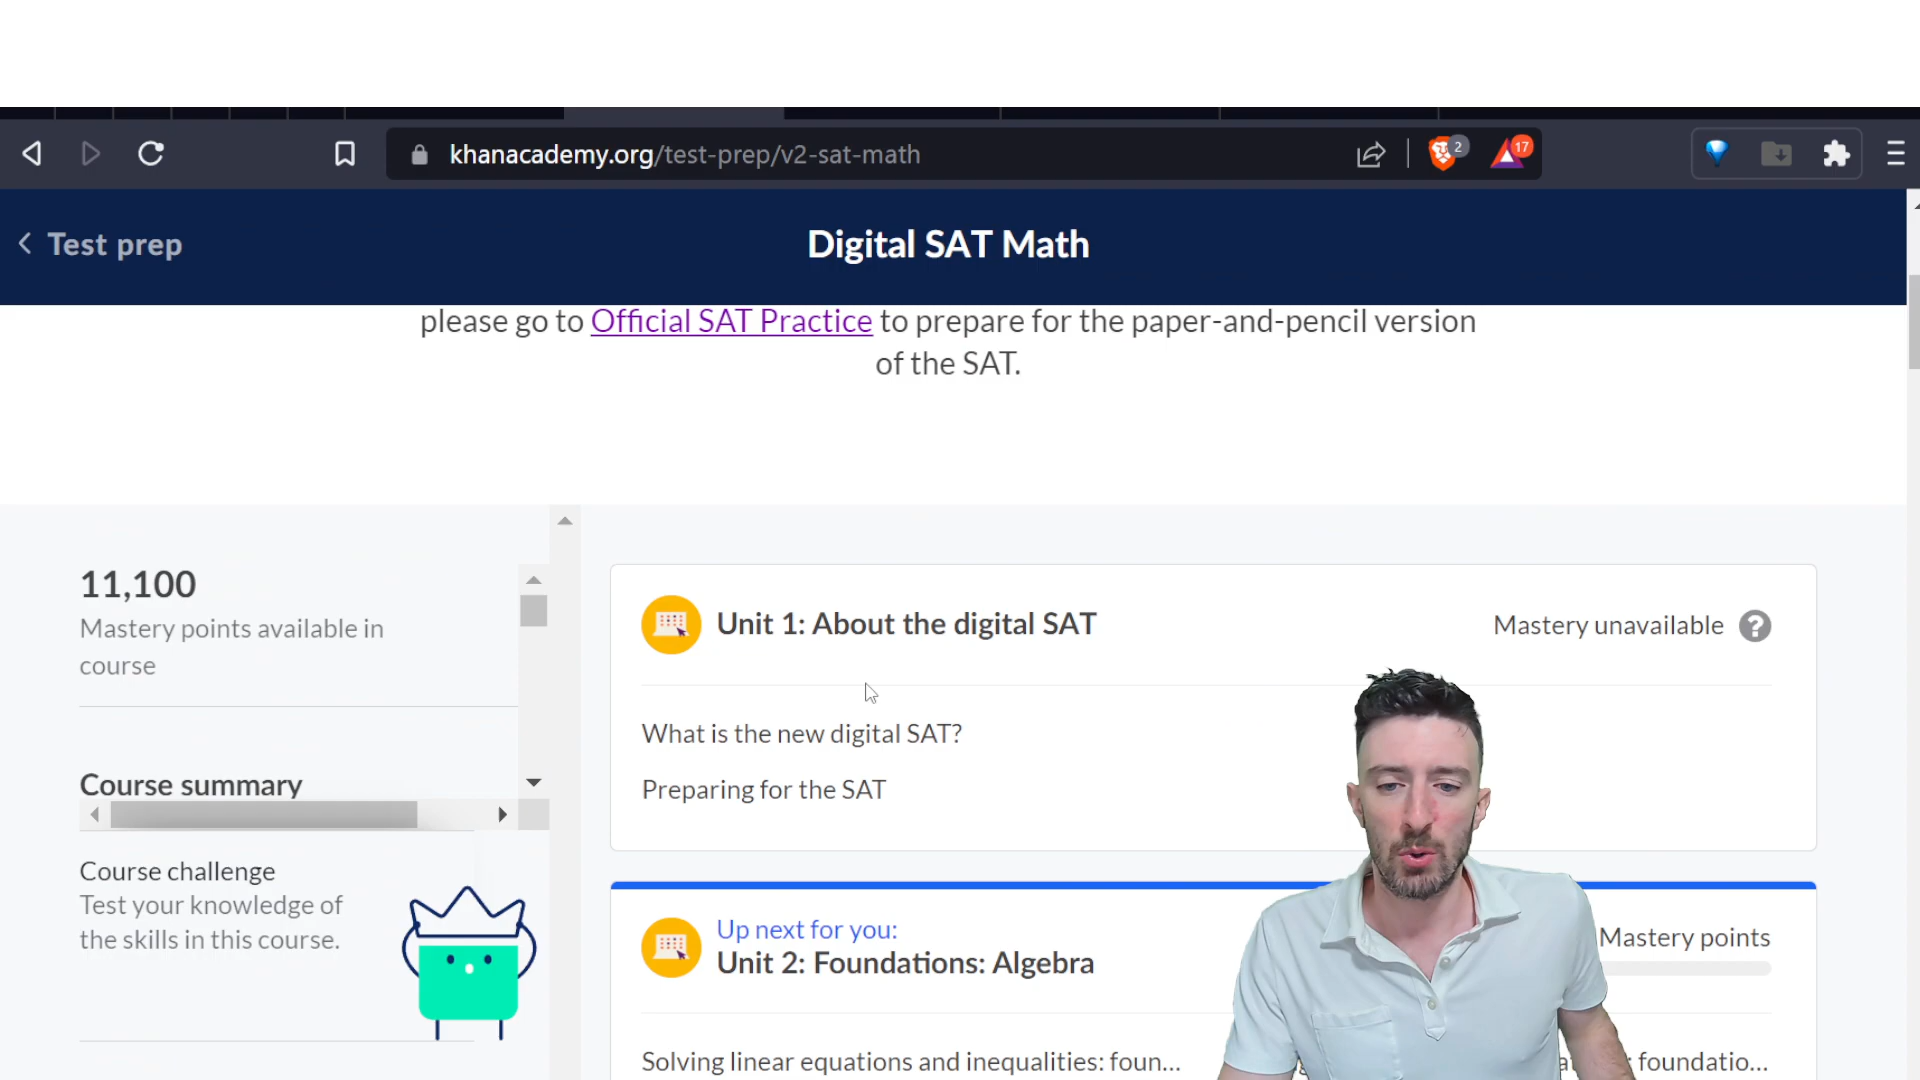 khanacademy.org/test-prep/v2-sat-math
2
17
Test prep
Digital SAT Math
please go to Official SAT Practice to prepare for the paper-and-pencil version
of the SAT.
11,100
Mastery points available in
course
Course summary
Course challenge
Test your knowledge of
the skills in this course.
Unit 1: About the digital SAT
Mastery unavailable ?
What is the new digital SAT?
Preparing for the SAT
Up next for you:
Unit 2: Foundations: Algebra
Mastery points
Solving linear equations and inequalities: foun...
: foundatio...